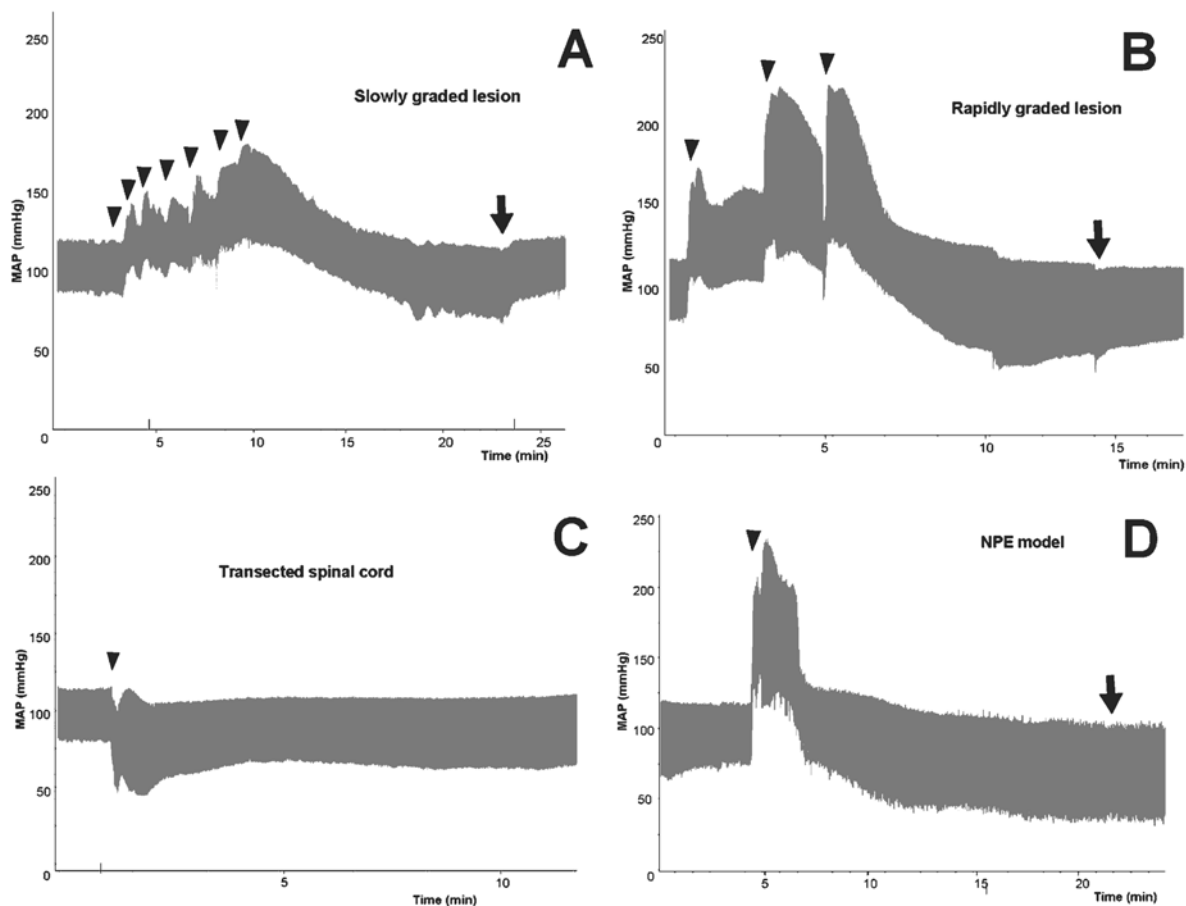 A
Slowly graded lesion
MAP (mmHg)
250
200
150
100
50
0
5
10
15
20
25
Time (min)
B
Rapidly graded lesion
MAP (mmHg)
250
200
150
100
50
0
5
10
15
Time (min)
C
Transected spinal cord
MAP (mmHg)
250
200
150
100
50
0
5
10
Time (min)
D
NPE model
MAP (mmHg)
250
200
150
100
50
0
5
10
15
20
Time (min)